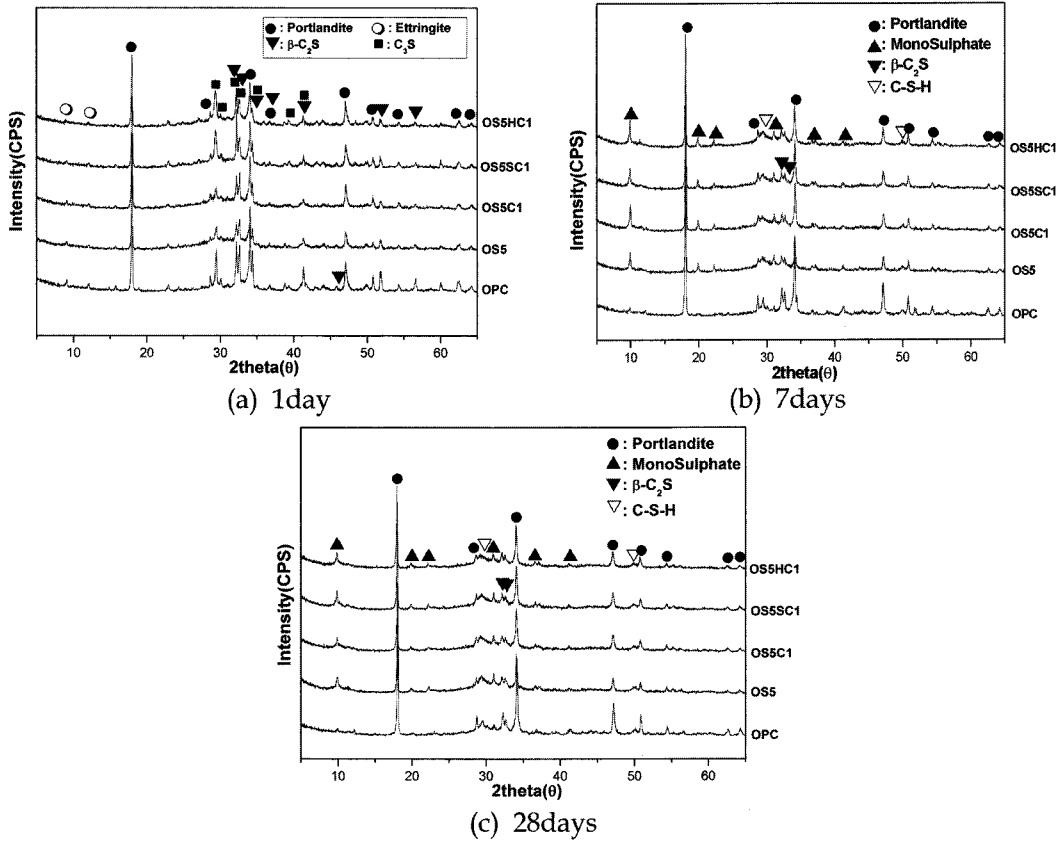 ●: Portlandite ○: Ettringite
▼: β-C₂S ■: C₃S
OS5HC1
OS5SC1
OS5C1
OS5
OPC
Intensity(CPS)
10 20 30 40 50 60
2theta(θ)
(a) 1day
●: Portlandite
▲: MonoSulphate
▼: β-C₂S
▽: C-S-H
OS5HC1
OS5SC1
OS5C1
OS5
OPC
Intensity(CPS)
10 20 30 40 50 60
2theta(θ)
(b) 7days
●: Portlandite
▲: MonoSulphate
▼: β-C₂S
▽: C-S-H
OS5HC1
OS5SC1
OS5C1
OS5
OPC
Intensity(CPS)
10 20 30 40 50 60
2theta(θ)
(c) 28days